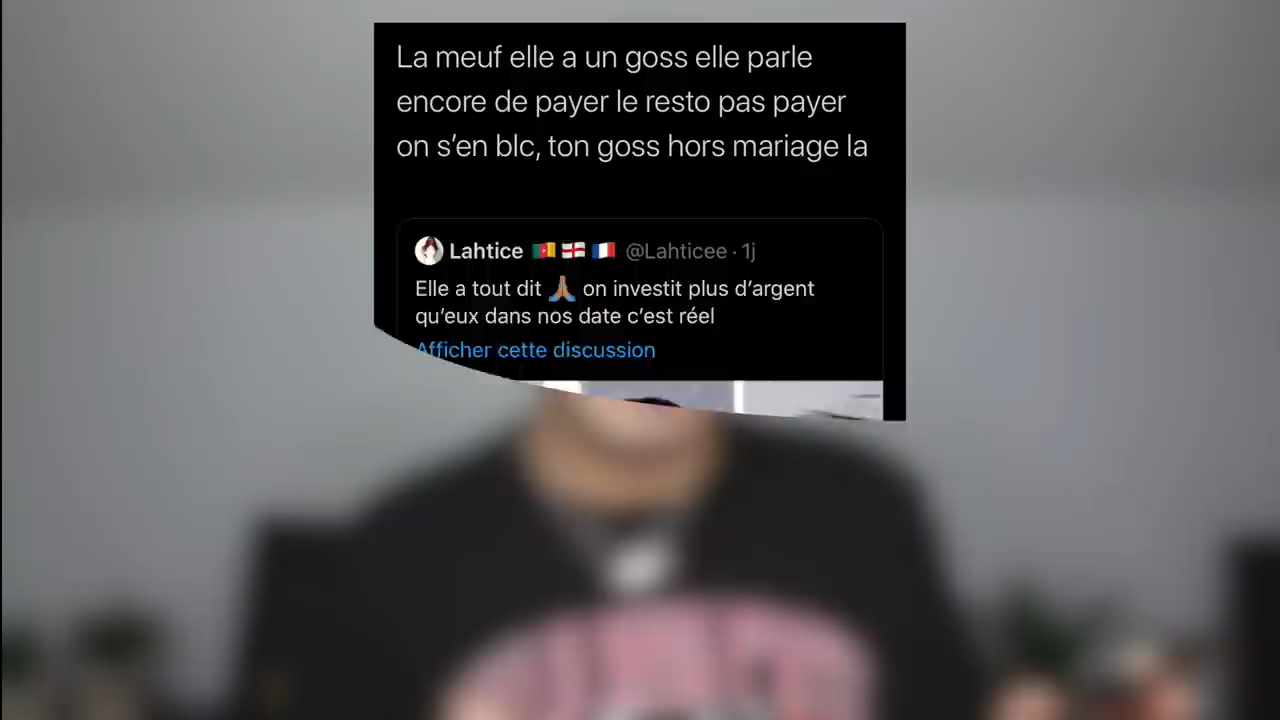 La meuf elle a un goss elle parle
encore de payer le resto pas payer
on s'en blc, ton goss hors mariage la
Lahtice 🇨🇲 🏴󠁧󠁢󠁥󠁮󠁧󠁿 🇫🇷 @Lahticee · 1j
Elle a tout dit 🙏🏽 on investit plus d'argent
qu'eux dans nos date c'est réel
Afficher cette discussion